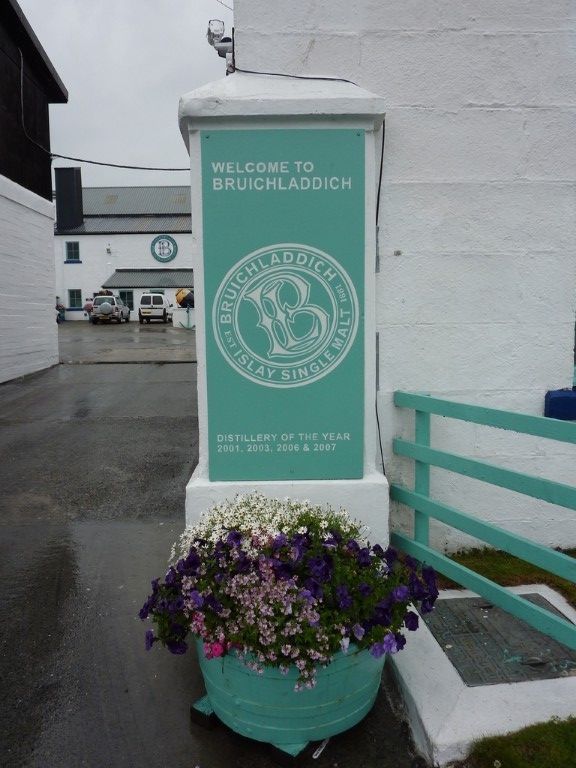 WELCOME TO
BRUICHLADDICH
BRUICHLADDICH
EST 1881
B
ISLAY SINGLE MALT
DISTILLERY OF THE YEAR
2001, 2003, 2006 & 2007
B